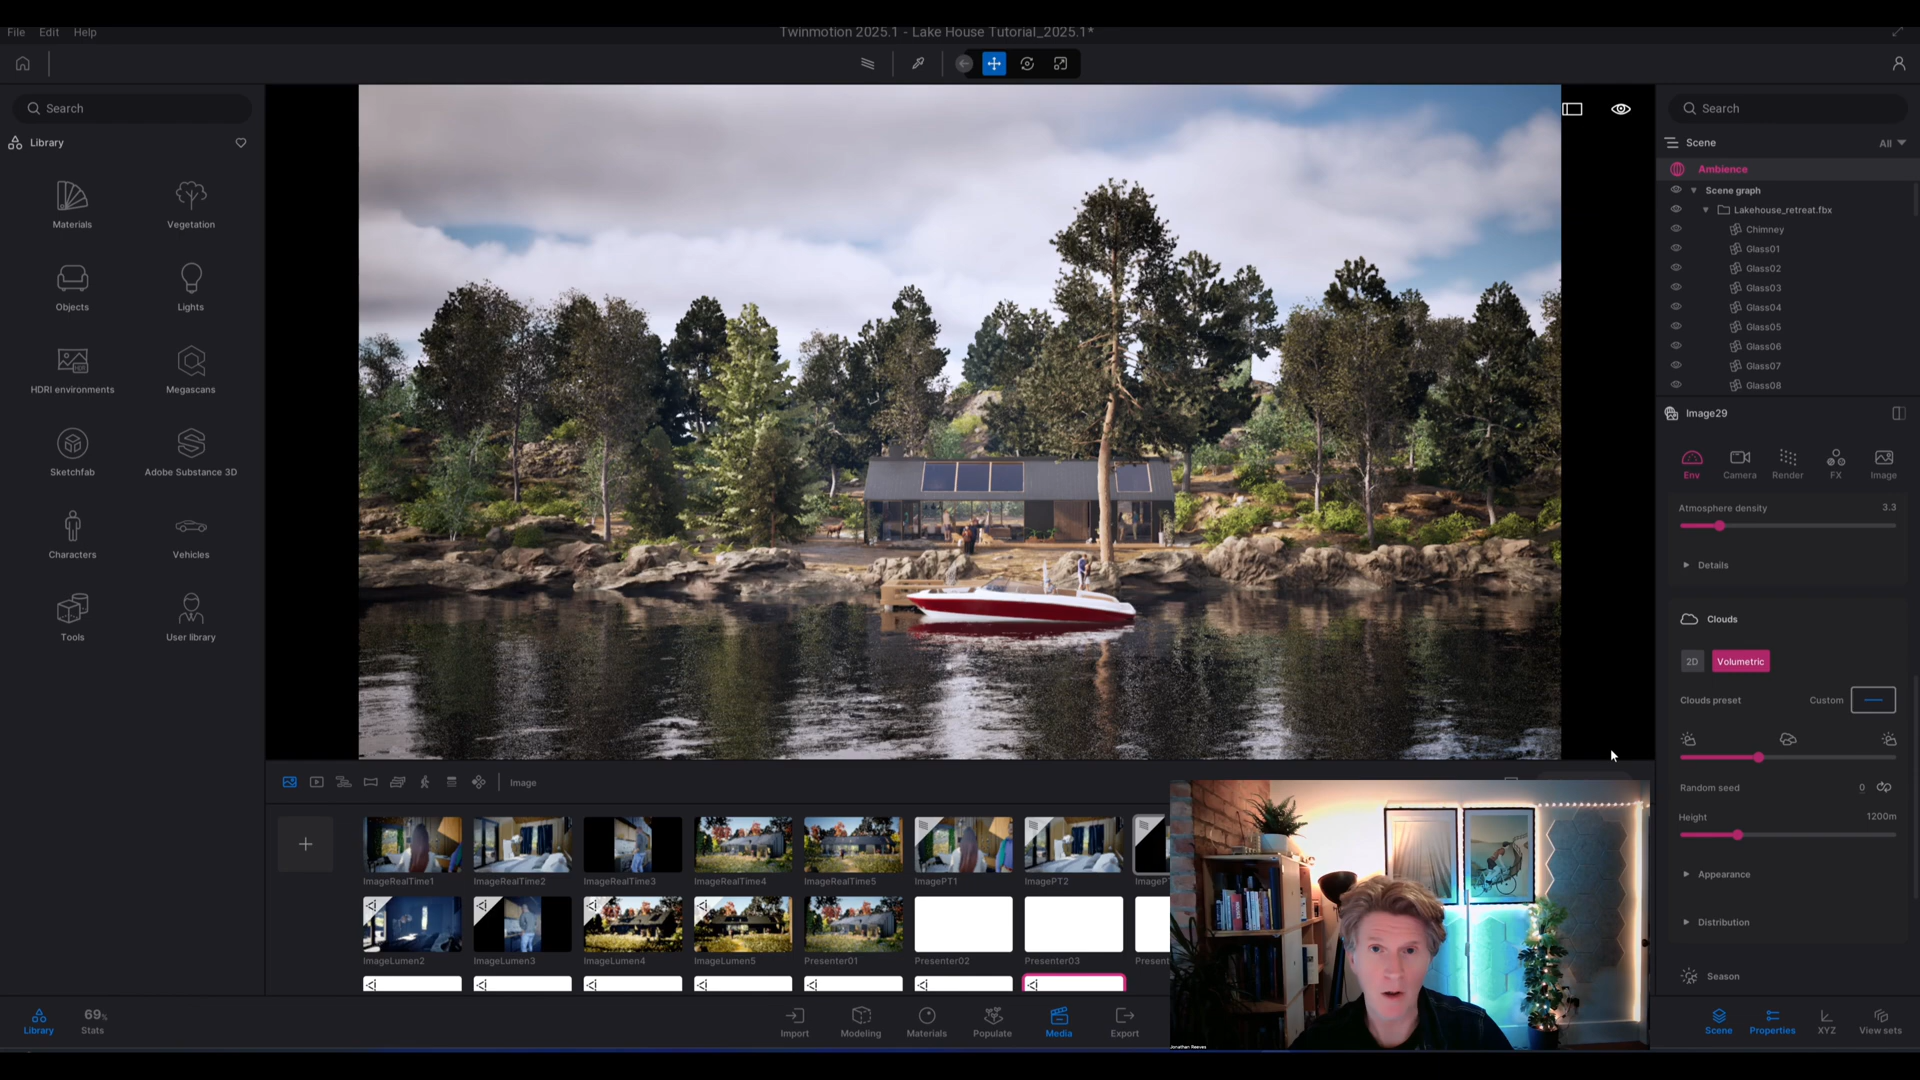 File Edit Help
Twinmotion 2025.1 - Lake House Tutorial_2025.1*
Search
Library
Materials
Vegetation
Objects
Lights
HDRI environments
Megascans
Sketchfab
Adobe Substance 3D
Characters
Vehicles
Tools
User library
Search
Scene
All
Ambience
Scene graph
Lakehouse_retreat.fbx
Chimney
Glass01
Glass02
Glass03
Glass04
Glass05
Glass06
Glass07
Glass08
Image29
Env
Camera
Render
FX
Image
Atmosphere density 3.3
Details
Clouds
2D
Volumetric
Clouds preset Custom
Random seed 0
Height 1200m
Appearance
Distribution
Season
Image
ImageRealTime1
ImageRealTime2
ImageRealTime3
ImageRealTime4
ImageRealTime5
ImagePT1
ImagePT2
ImageP
ImageLumen2
ImageLumen3
ImageLumen4
ImageLumen5
Presenter01
Presenter02
Presenter03
Present
Library
69%
Stats
Import
Modeling
Materials
Populate
Media
Export
Jonathan Reeves
Scene
Properties
XYZ
View sets